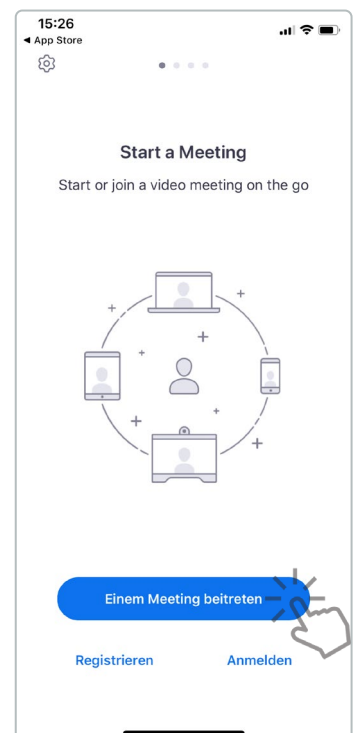 15:26
◀ App Store
Start a Meeting
Start or join a video meeting on the go
Einem Meeting beitreten
Registrieren
Anmelden